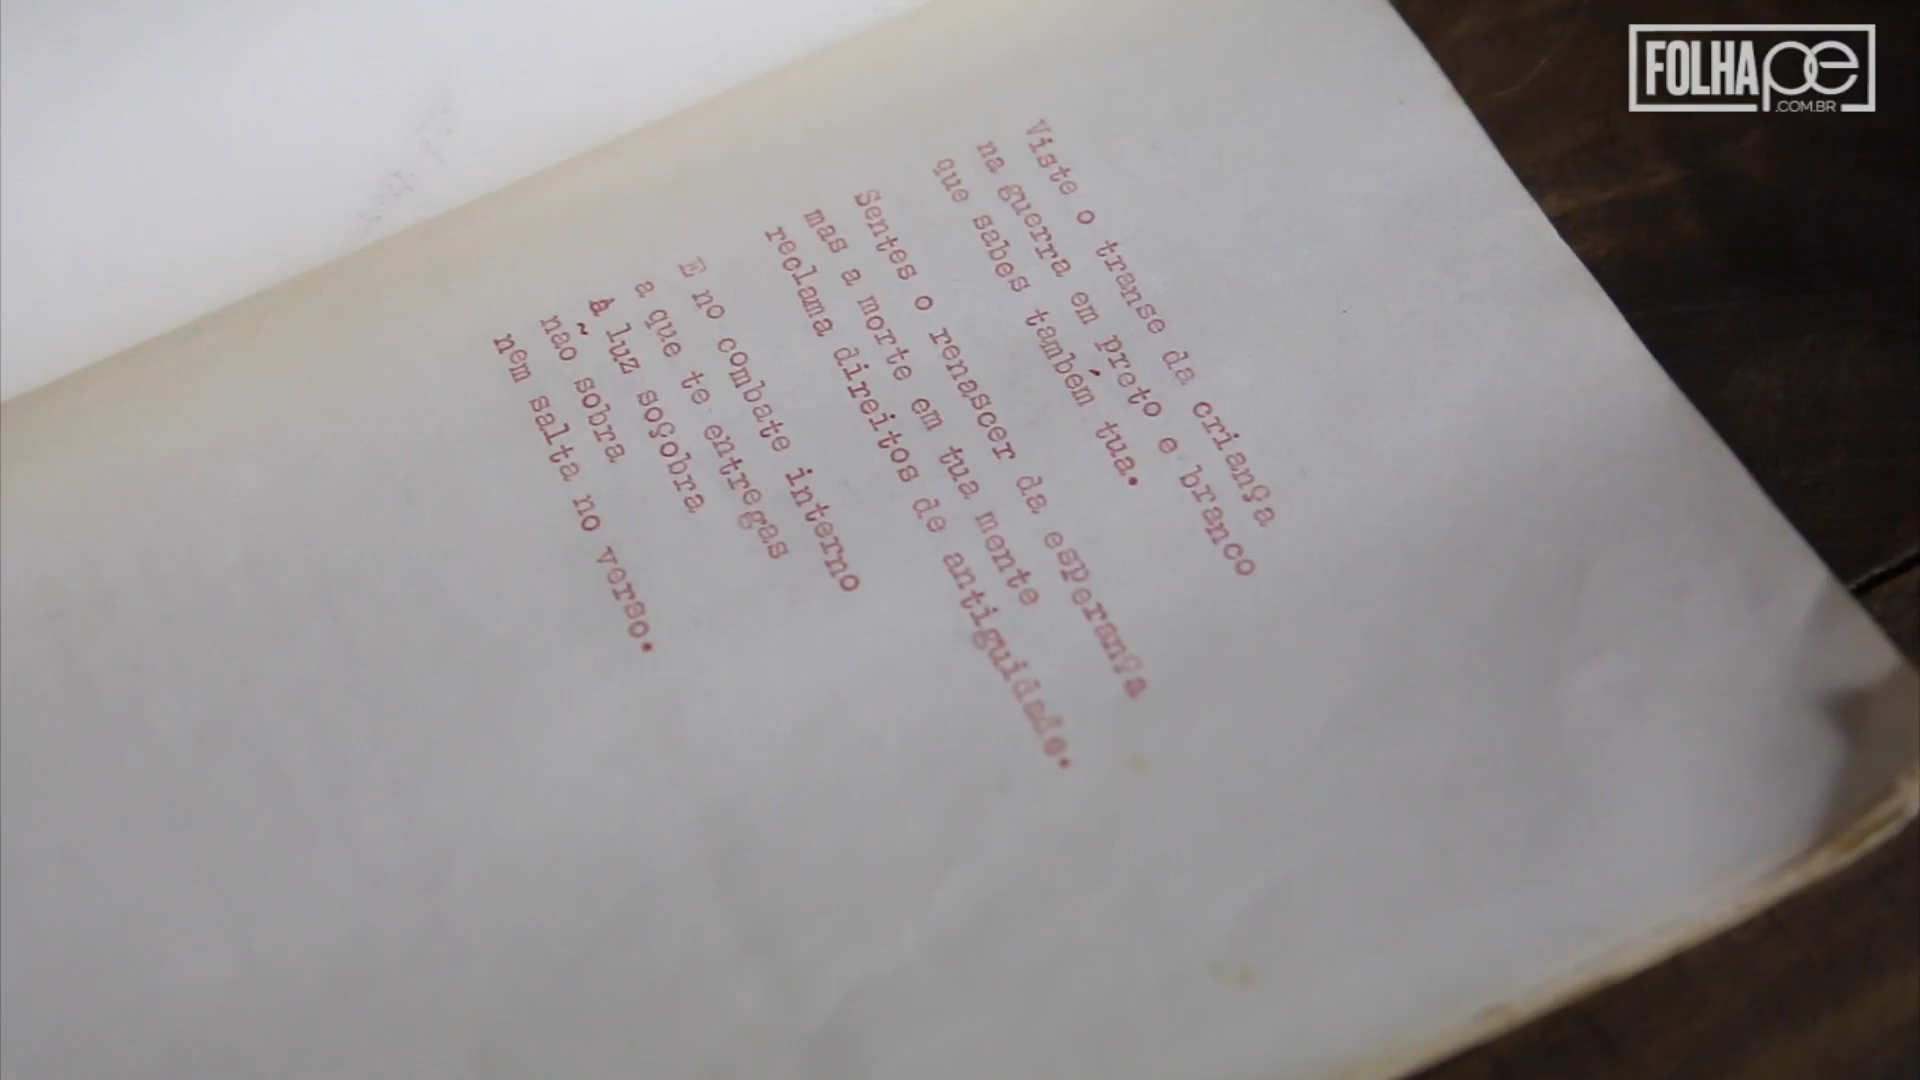 Viste o transe da criança
na guerra em preto e branco
que sabes também tua.
Sentes o renascer da esperança
mas a morte em tua mente
reclama direitos de antiguidade.
E no combate interno
a que te entregas
A luz soçobra
não sobra
nem salta no verso.
FOLHA pe
.COM.BR